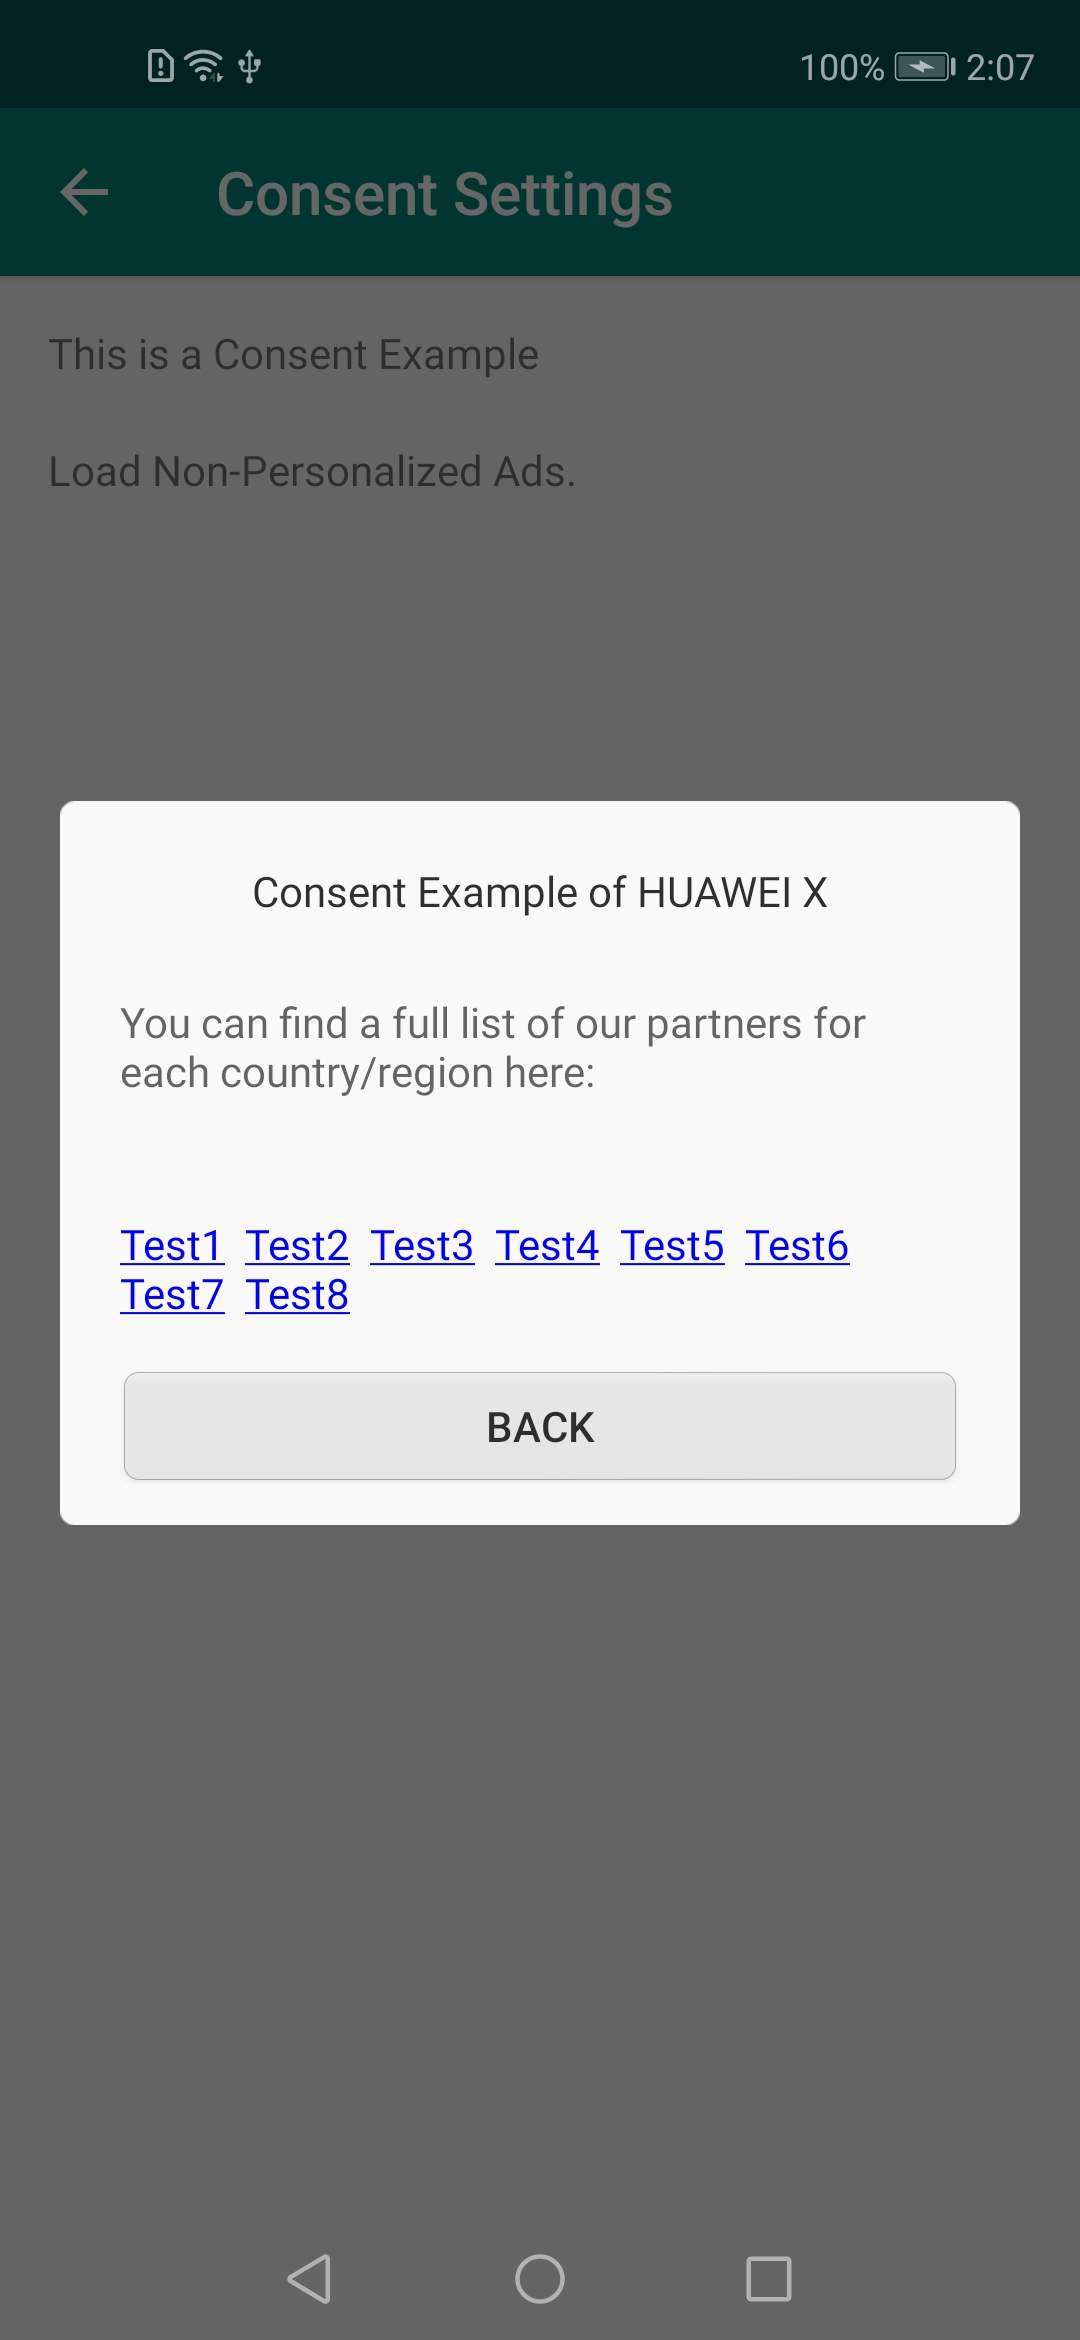 100% 2:07
Consent Settings
This is a Consent Example
Load Non-Personalized Ads.
Consent Example of HUAWEI X
You can find a full list of our partners for
each country/region here:
Test1 Test2 Test3 Test4 Test5 Test6
Test7 Test8
BACK